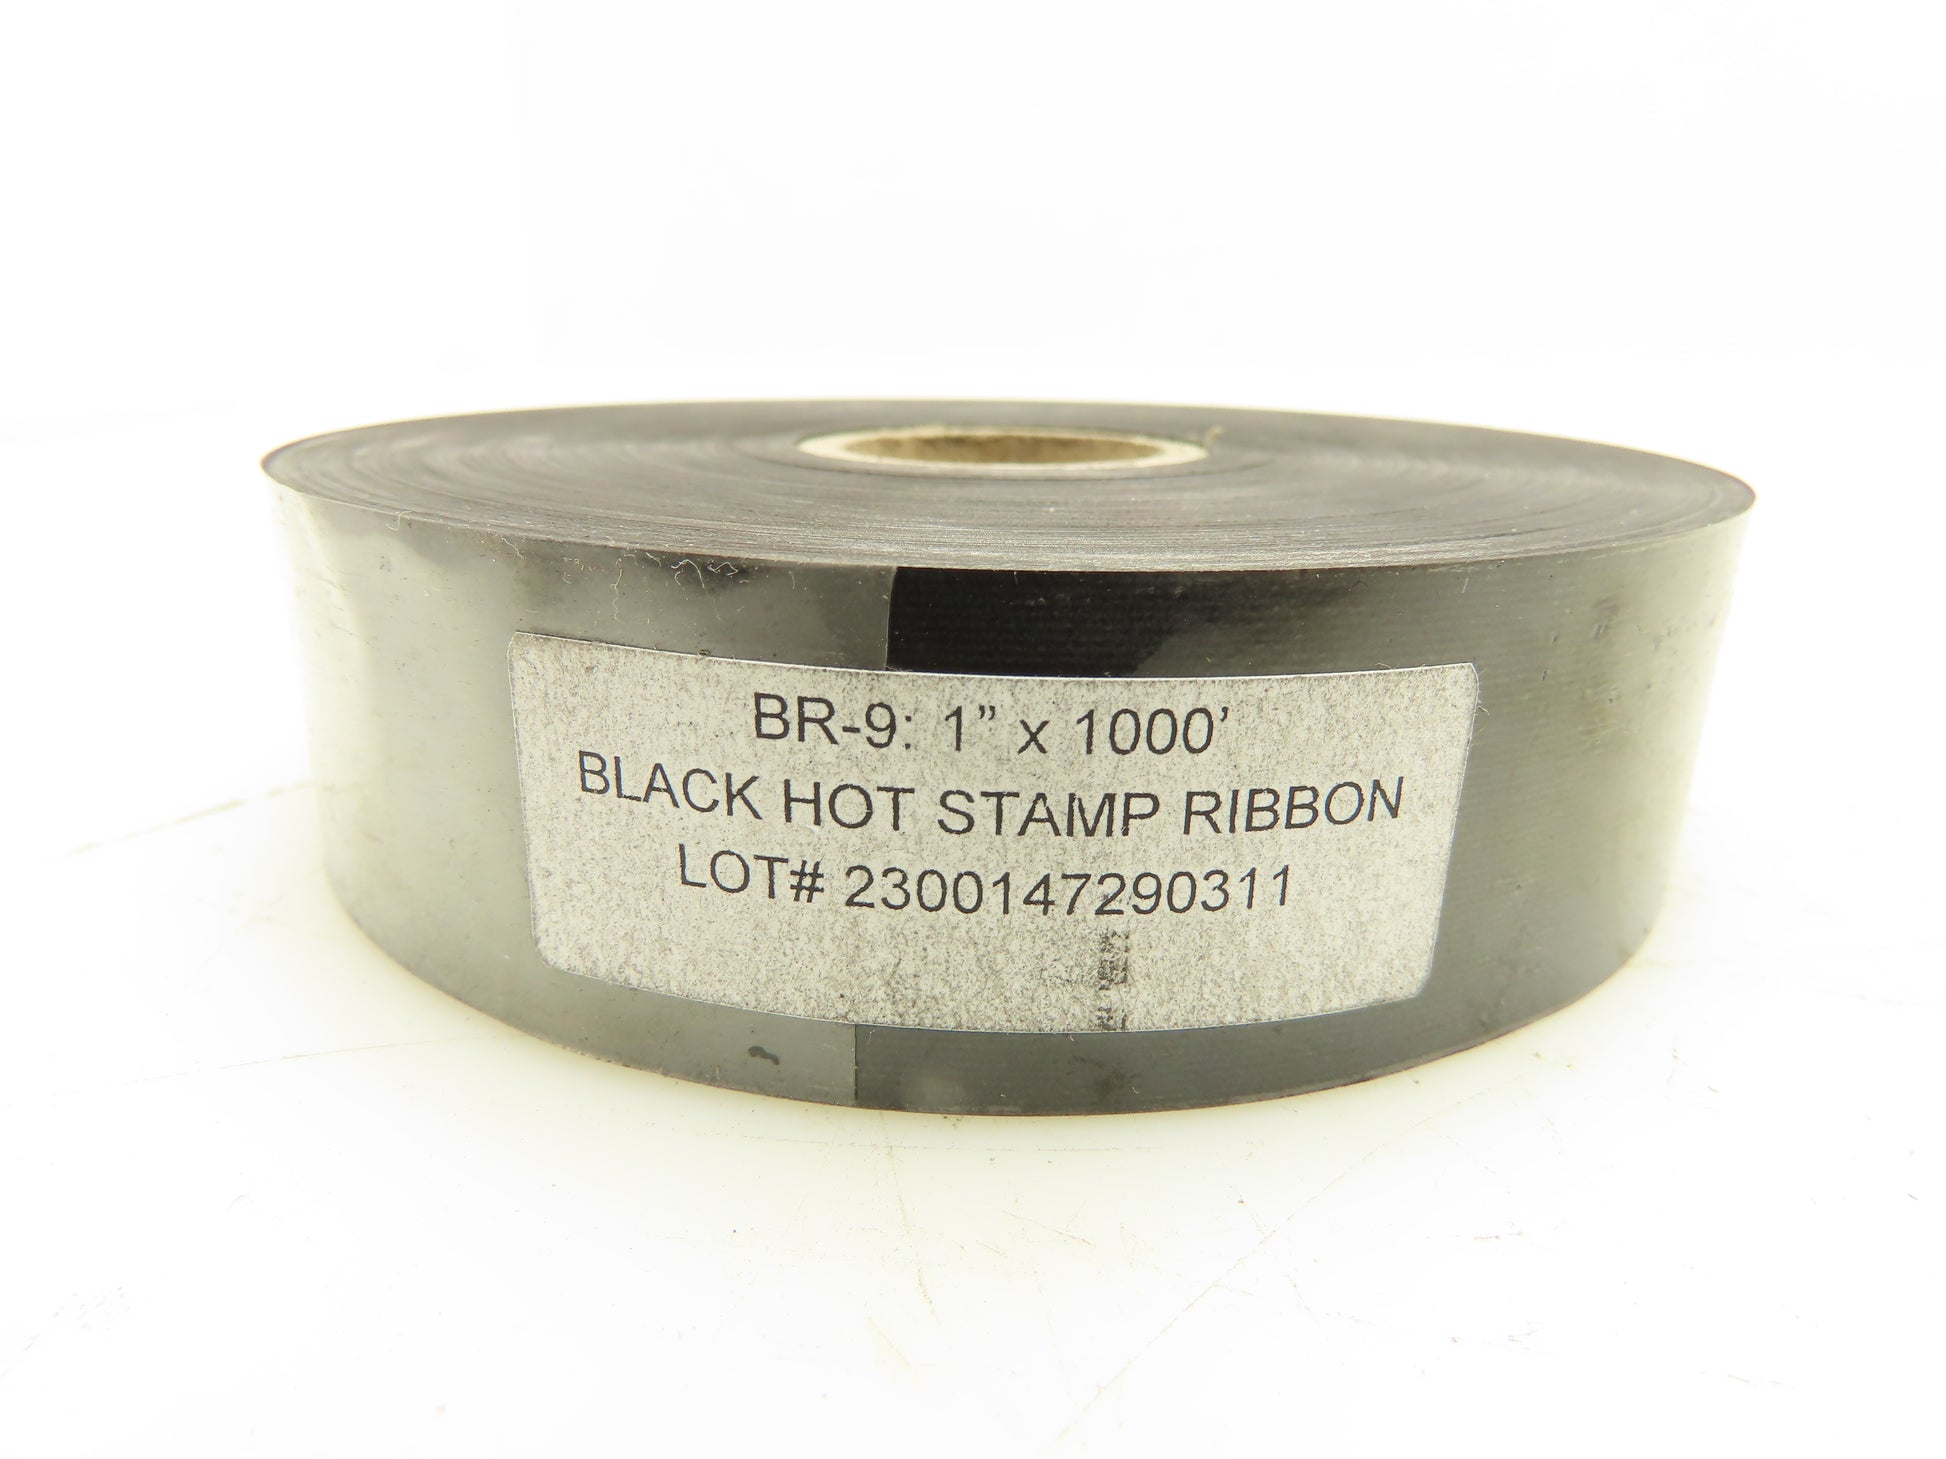 BR-9: 1” x 1000’
BLACK HOT STAMP RIBBON
LOT# 2300147290311